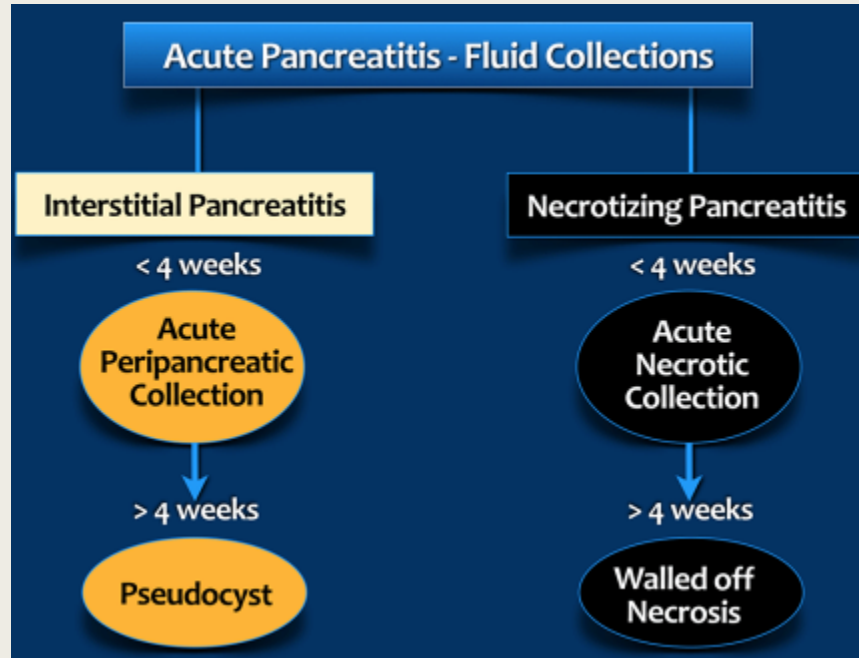 Acute Pancreatitis - Fluid Collections
Interstitial Pancreatitis
< 4 weeks
Acute
Peripancreatic
Collection
> 4 weeks
Pseudocyst
Necrotizing Pancreatitis
< 4 weeks
Acute
Necrotic
Collection
> 4 weeks
Walled off
Necrosis